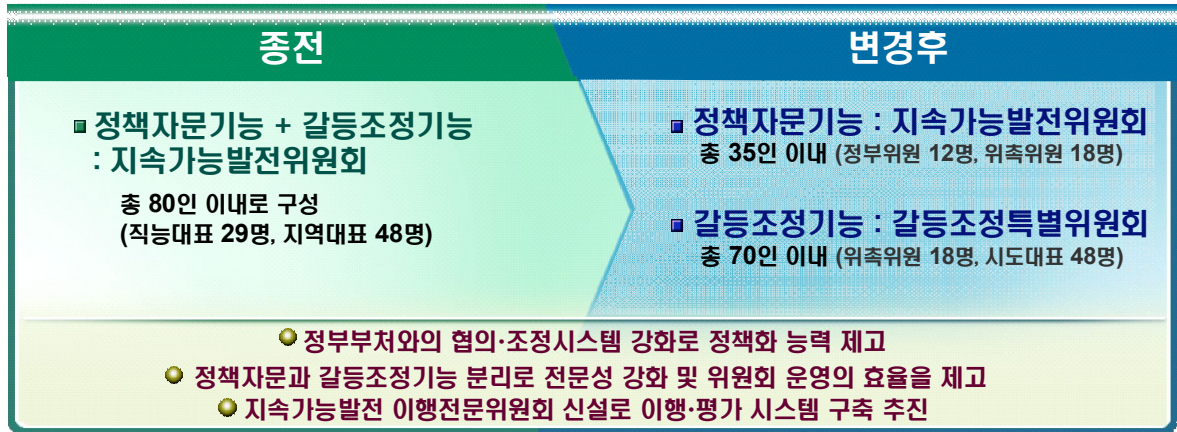 종전
변경후
정책자문기능 + 갈등조정기능
: 지속가능발전위원회
총 80인 이내로 구성
(직능대표 29명, 지역대표 48명)
정책자문기능 : 지속가능발전위원회
총 35인 이내 (정부위원 12명, 위촉위원 18명)
갈등조정기능 : 갈등조정특별위원회
총 70인 이내 (위촉위원 18명, 시도대표 48명)
정부부처와의 협의·조정시스템 강화로 정책화 능력 제고
정책자문과 갈등조정기능 분리로 전문성 강화 및 위원회 운영의 효율을 제고
지속가능발전 이행전문위원회 신설로 이행·평가 시스템 구축 추진